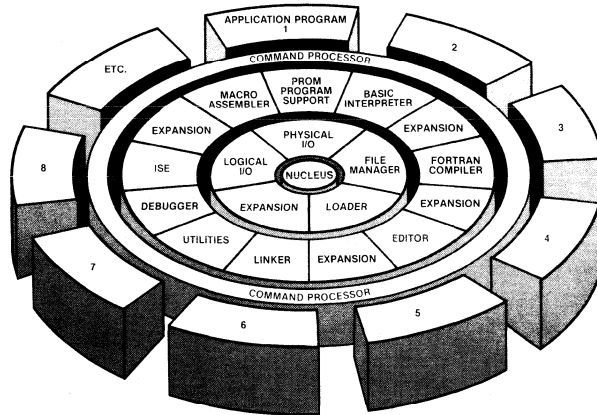 APPLICATION PROGRAM
1
2
ETC.
COMMAND PROCESSOR
PROM
PROGRAM
SUPPORT
MACRO
ASSEMBLER
BASIC
INTERPRETER
3
EXPANSION
PHYSICAL
I/O
EXPANSION
8
ISE
LOGICAL
I/O
NUCLEUS
FILE
MANAGER
FORTRAN
COMPILER
DEBUGGER
EXPANSION
LOADER
EXPANSION
UTILITIES
LINKER
EXPANSION
EDITOR
4
7
COMMAND PROCESSOR
6
5